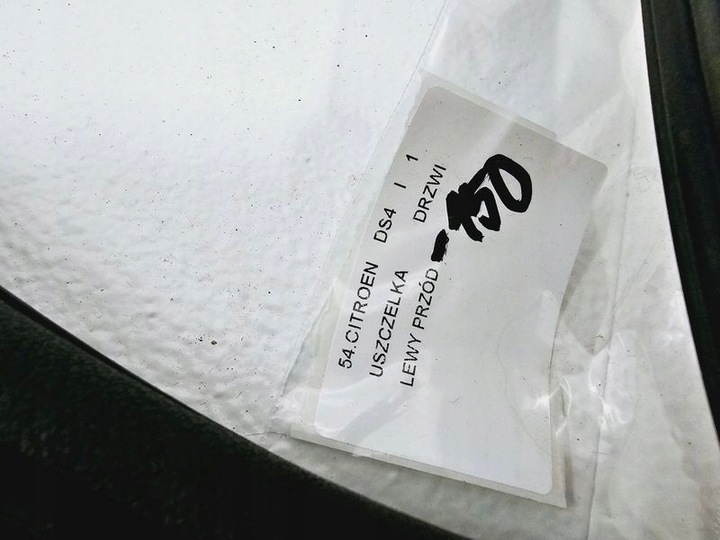 54.CITROEN DS4 I 1
USZCZELKA DRZWI
LEWY PRZÓD
150